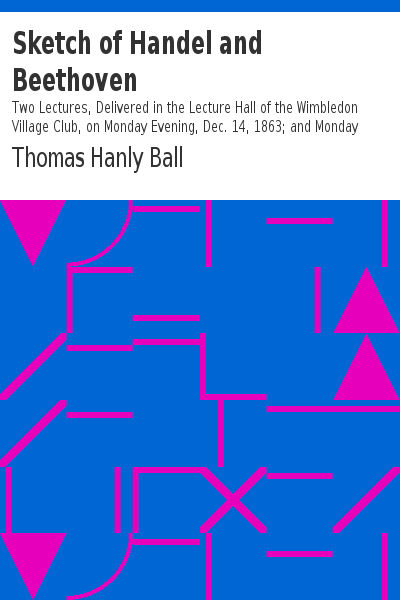 Sketch of Handel and
Beethoven
Two Lectures, Delivered in the Lecture Hall of the Wimbledon
Village Club, on Monday Evening, Dec. 14, 1863; and Monday
Thomas Hanly Ball